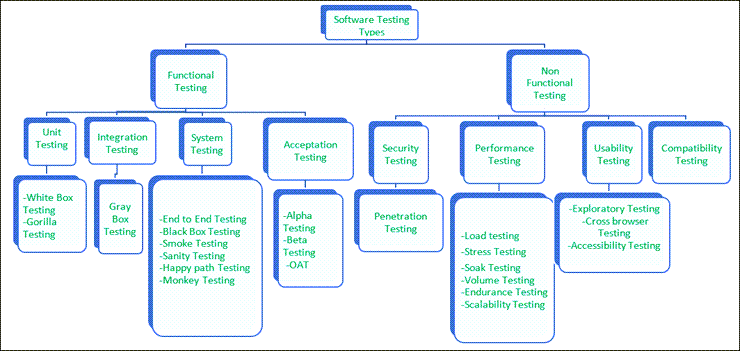 Software Testing
Types
Functional
Testing
Non
Functional
Testing
Unit
Testing
Integration
Testing
System
Testing
Acceptation
Testing
Security
Testing
Performance
Testing
Usability
Testing
Compatibility
Testing
-White Box
Testing
-Gorilla
Testing
Gray
Box
Testing
-End to End Testing
-Black Box Testing
-Smoke Testing
-Sanity Testing
-Happy path Testing
-Monkey Testing
-Alpha
Testing
-Beta
Testing
-OAT
Penetration
Testing
-Load testing
-Stress Testing
-Soak Testing
-Volume Testing
-Endurance Testing
-Scalability Testing
-Exploratory Testing
-Cross browser
Testing
-Accessibility Testing